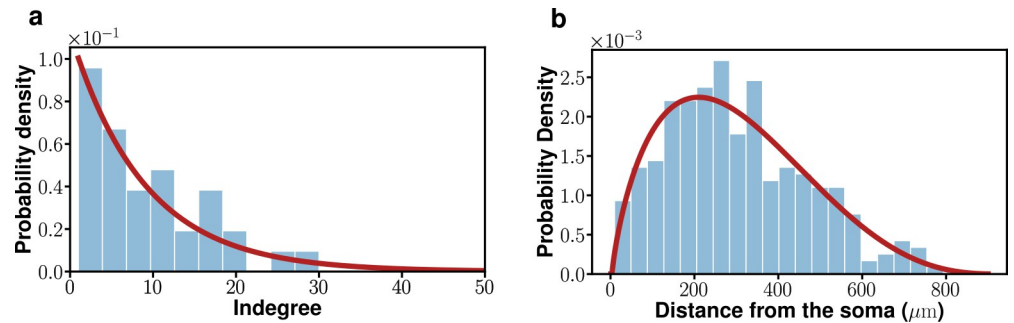 a
×10⁻¹
Probability density
1.0
0.8
0.6
0.4
0.2
0.0
0 10 20 30 40 50
Indegree
b
×10⁻³
Probability Density
2.5
2.0
1.5
1.0
0.5
0.0
0 200 400 600 800
Distance from the soma (μm)